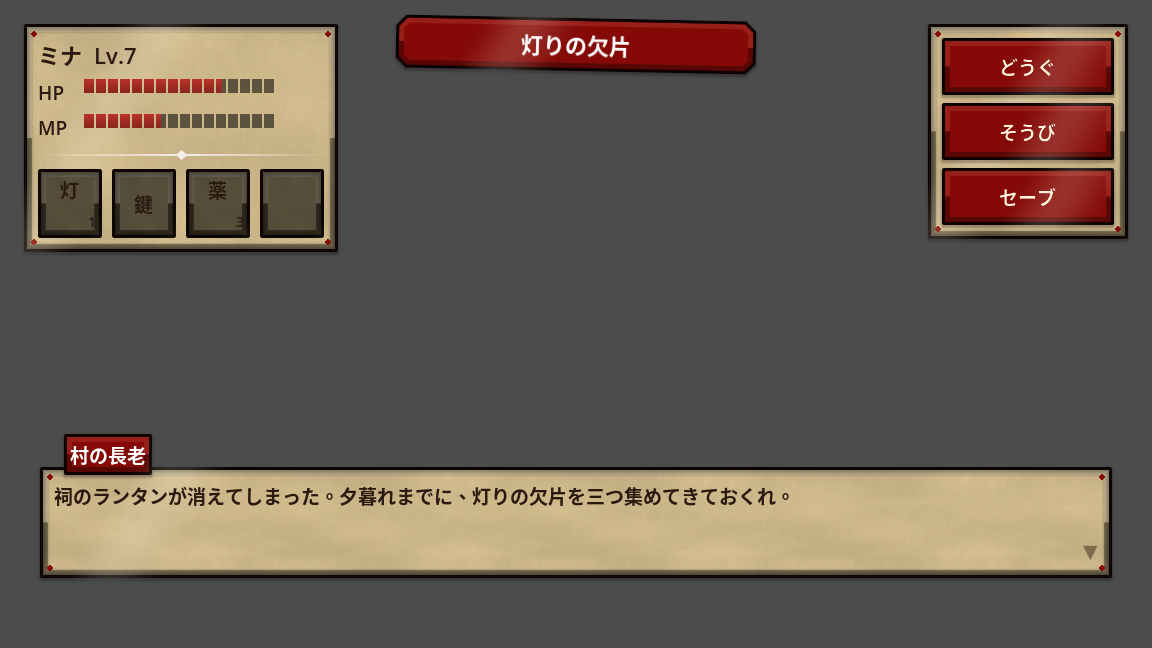 ミナ Lv.7
HP
MP
灯
1
鍵
薬
3
灯りの欠片
どうぐ
そうび
セーブ
村の長老
祠のランタンが消えてしまった。夕暮れまでに、灯りの欠片を三つ集めてきておくれ。